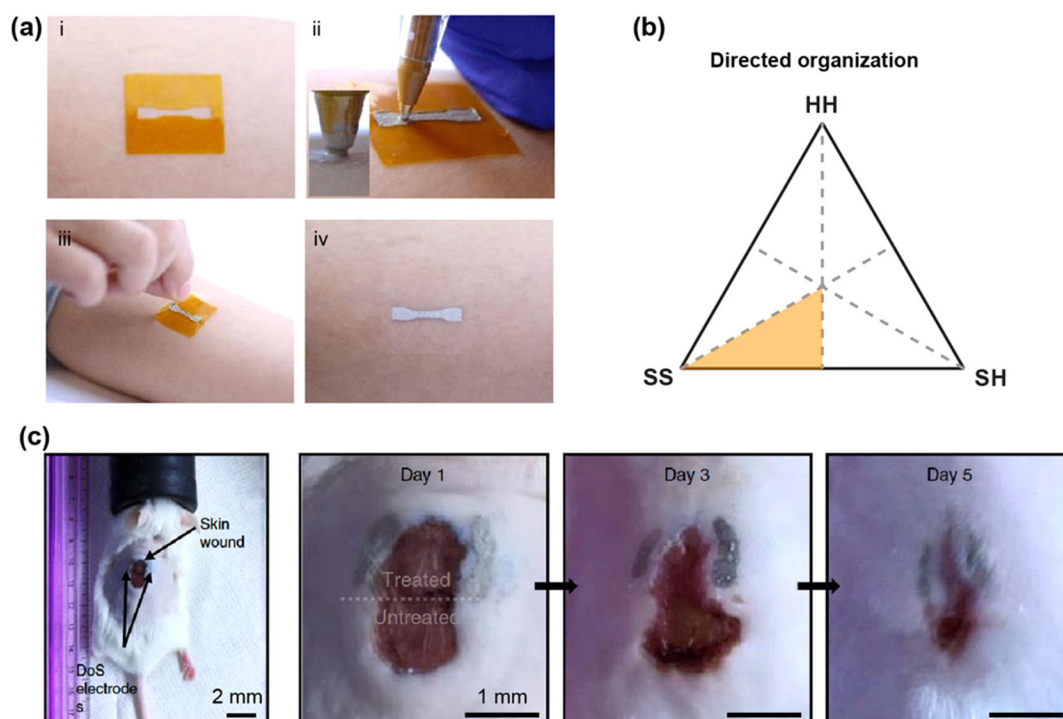 (a)
i
ii
iii
iv
(b)
Directed organization
HH
SS
SH
(c)
Skin
wound
DoS
electrode
s
2 mm
Day 1
Treated
Untreated
1 mm
Day 3
Day 5